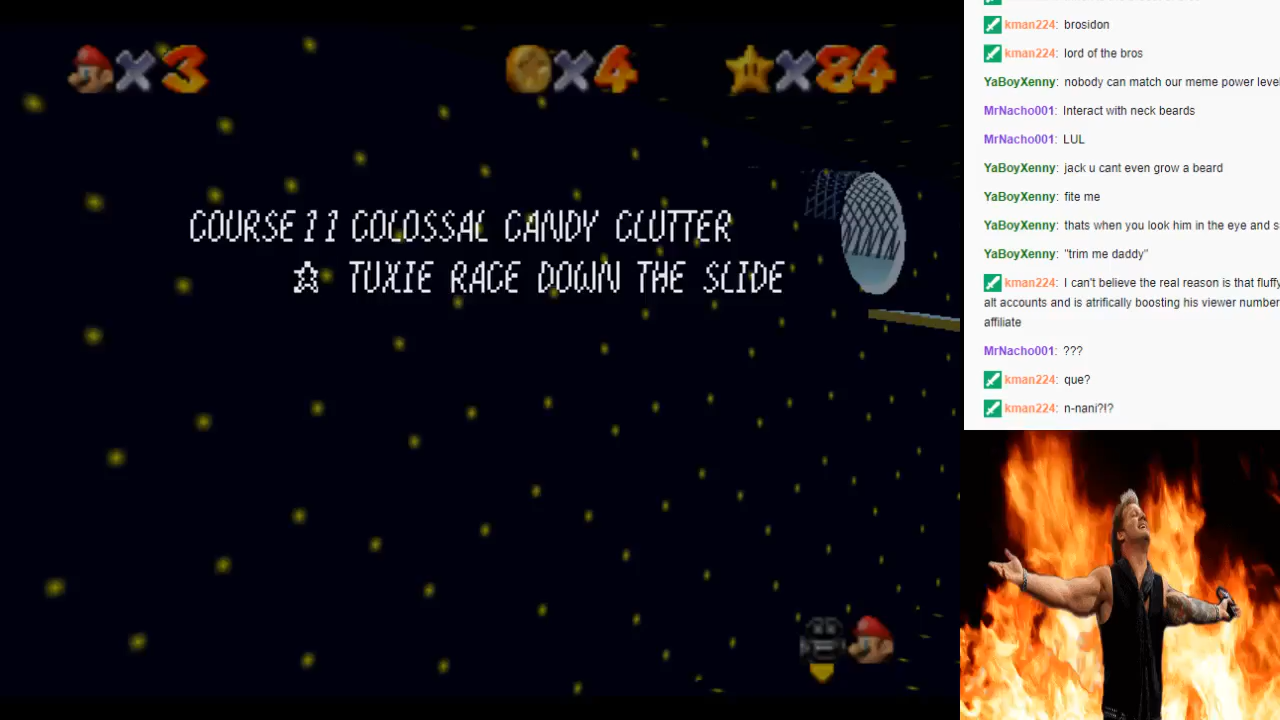 ×3
×4
×84
COURSE 11 COLOSSAL CANDY CLUTTER
TUXIE RACE DOWN THE SLIDE
kman224: brosidon
kman224: lord of the bros
YaBoyXenny: nobody can match our meme power leve
MrNacho001: Interact with neck beards
MrNacho001: LUL
YaBoyXenny: jack u cant even grow a beard
YaBoyXenny: fite me
YaBoyXenny: thats when you look him in the eye and s
YaBoyXenny: "trim me daddy"
kman224: I can't believe the real reason is that fluffy
alt accounts and is atrifically boosting his viewer number
affiliate
MrNacho001: ???
kman224: que?
kman224: n-nani?!?